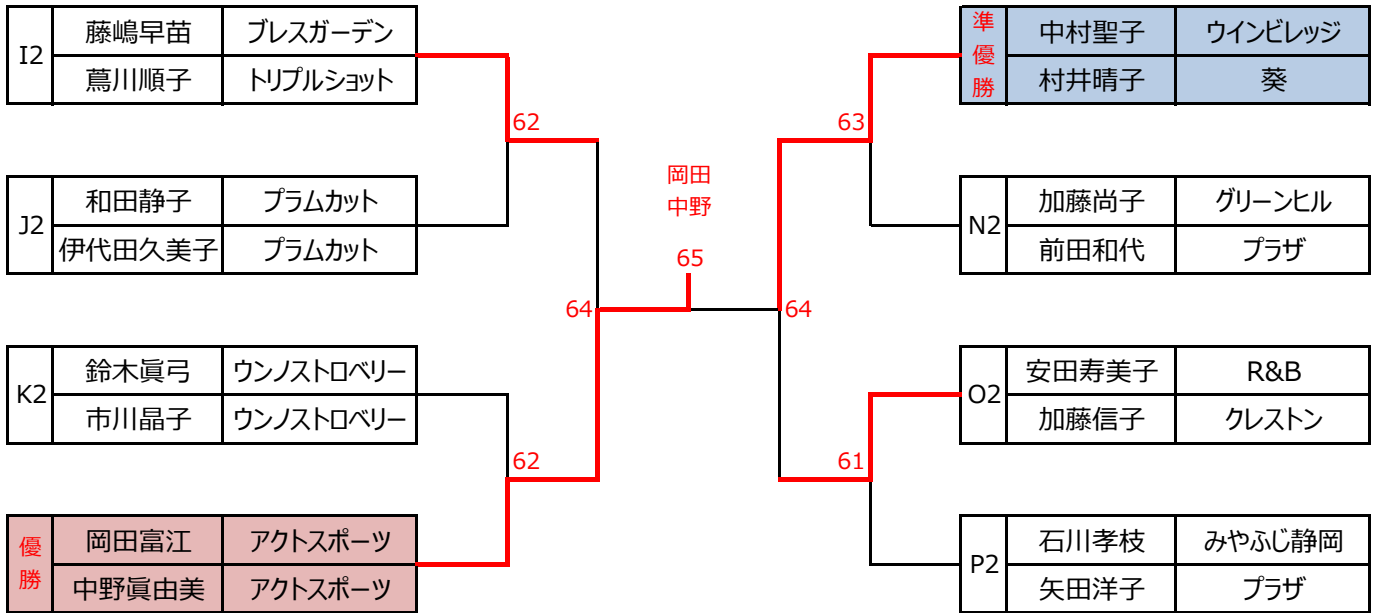 I2
藤嶋早苗 ブレスガーデン
蔦川順子 トリプルショット
62
J2
和田静子 プラムカット
伊代田久美子 プラムカット
64
K2
鈴木眞弓 ウンノストロベリー
市川晶子 ウンノストロベリー
62
優勝
岡田富江 アクトスポーツ
中野眞由美 アクトスポーツ
岡田
中野
65
準優勝
中村聖子 ウインビレッジ
村井晴子 葵
63
N2
加藤尚子 グリーンヒル
前田和代 プラザ
64
O2
安田寿美子 R&B
加藤信子 クレストン
61
P2
石川孝枝 みやふじ静岡
矢田洋子 プラザ